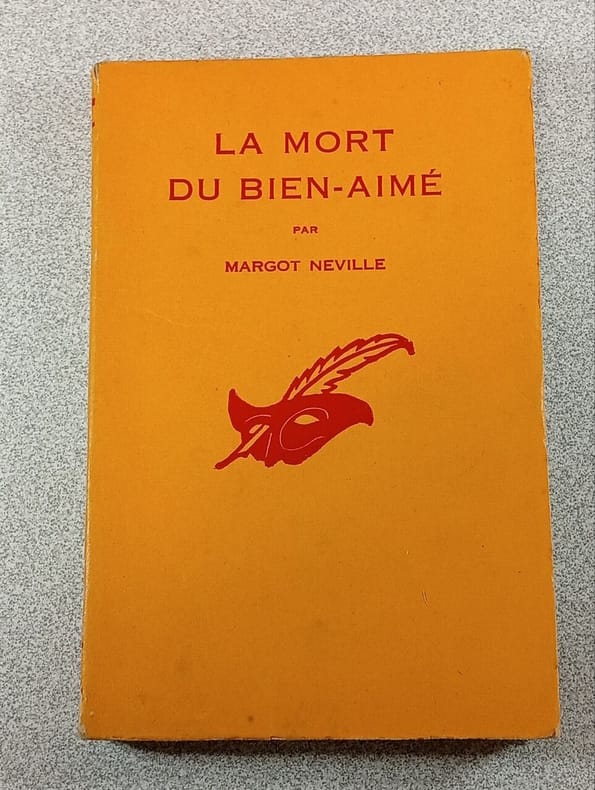 LA MORT
DU BIEN-AIMÉ
PAR
MARGOT NEVILLE